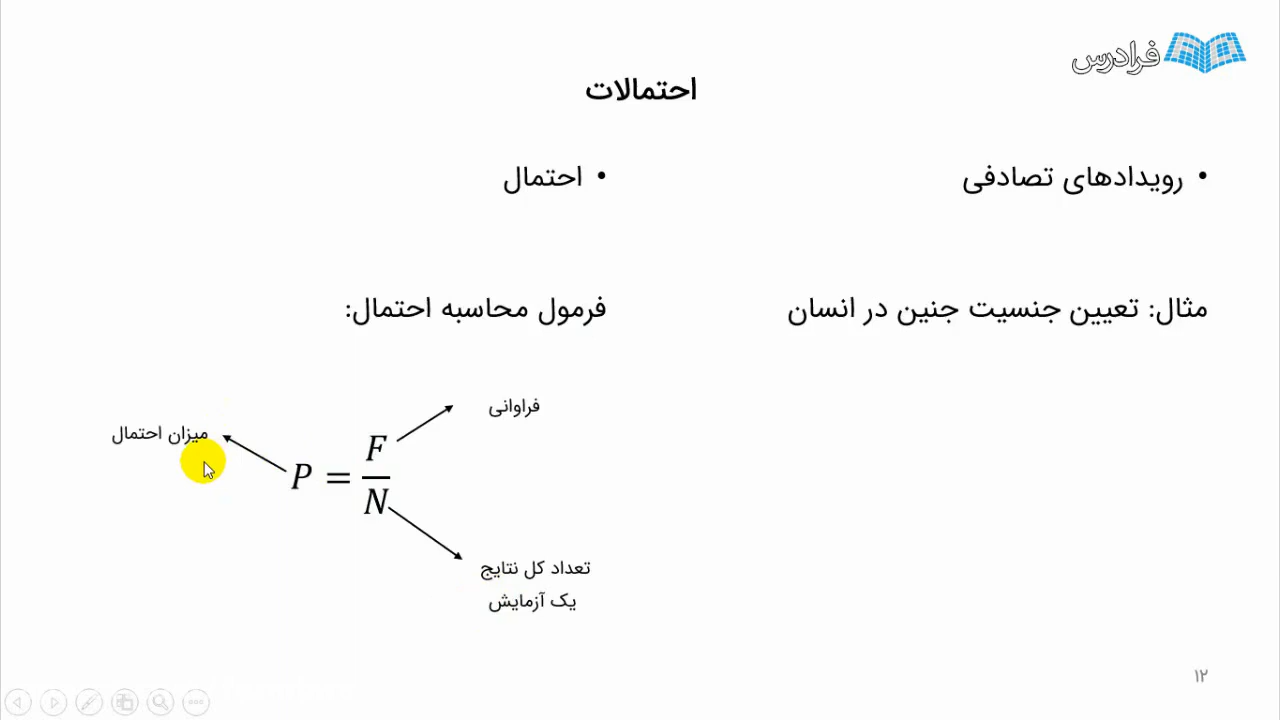 فرادرس
احتمالات
• رویدادهای تصادفی
• احتمال
مثال: تعیین جنسیت جنین در انسان
فرمول محاسبه احتمال:
فراوانی
میزان احتمال
P = F/N
تعداد کل نتایج
یک آزمایش
۱۲